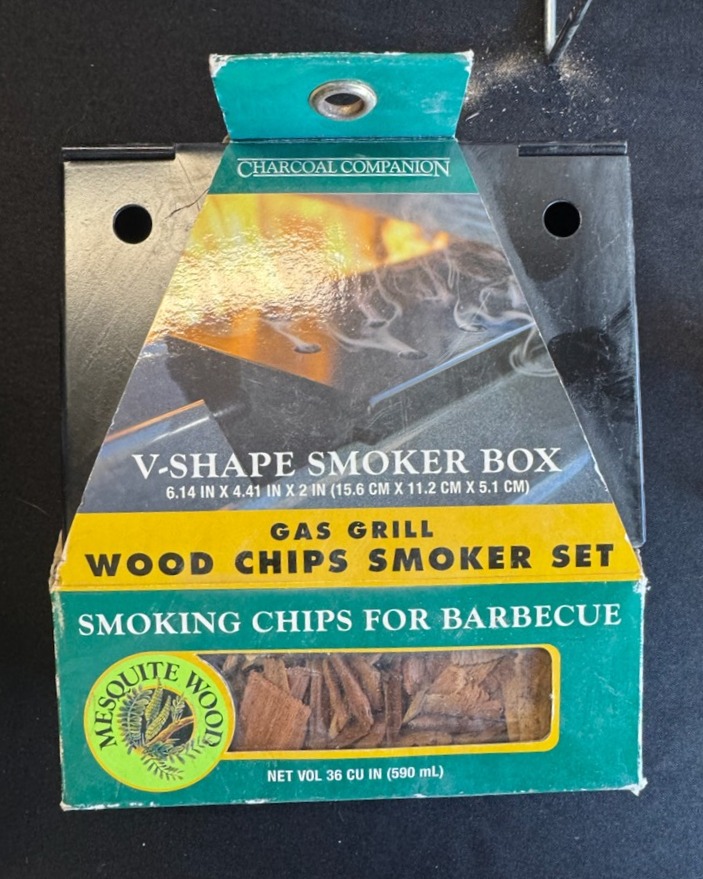 CHARCOAL COMPANION
V-SHAPE SMOKER BOX
6.14 IN X 4.41 IN X 2 IN (15.6 CM X 11.2 CM X 5.1 CM)
GAS GRILL
WOOD CHIPS SMOKER SET
SMOKING CHIPS FOR BARBECUE
MESQUITE WOOD
NET VOL 36 CU IN (590 mL)